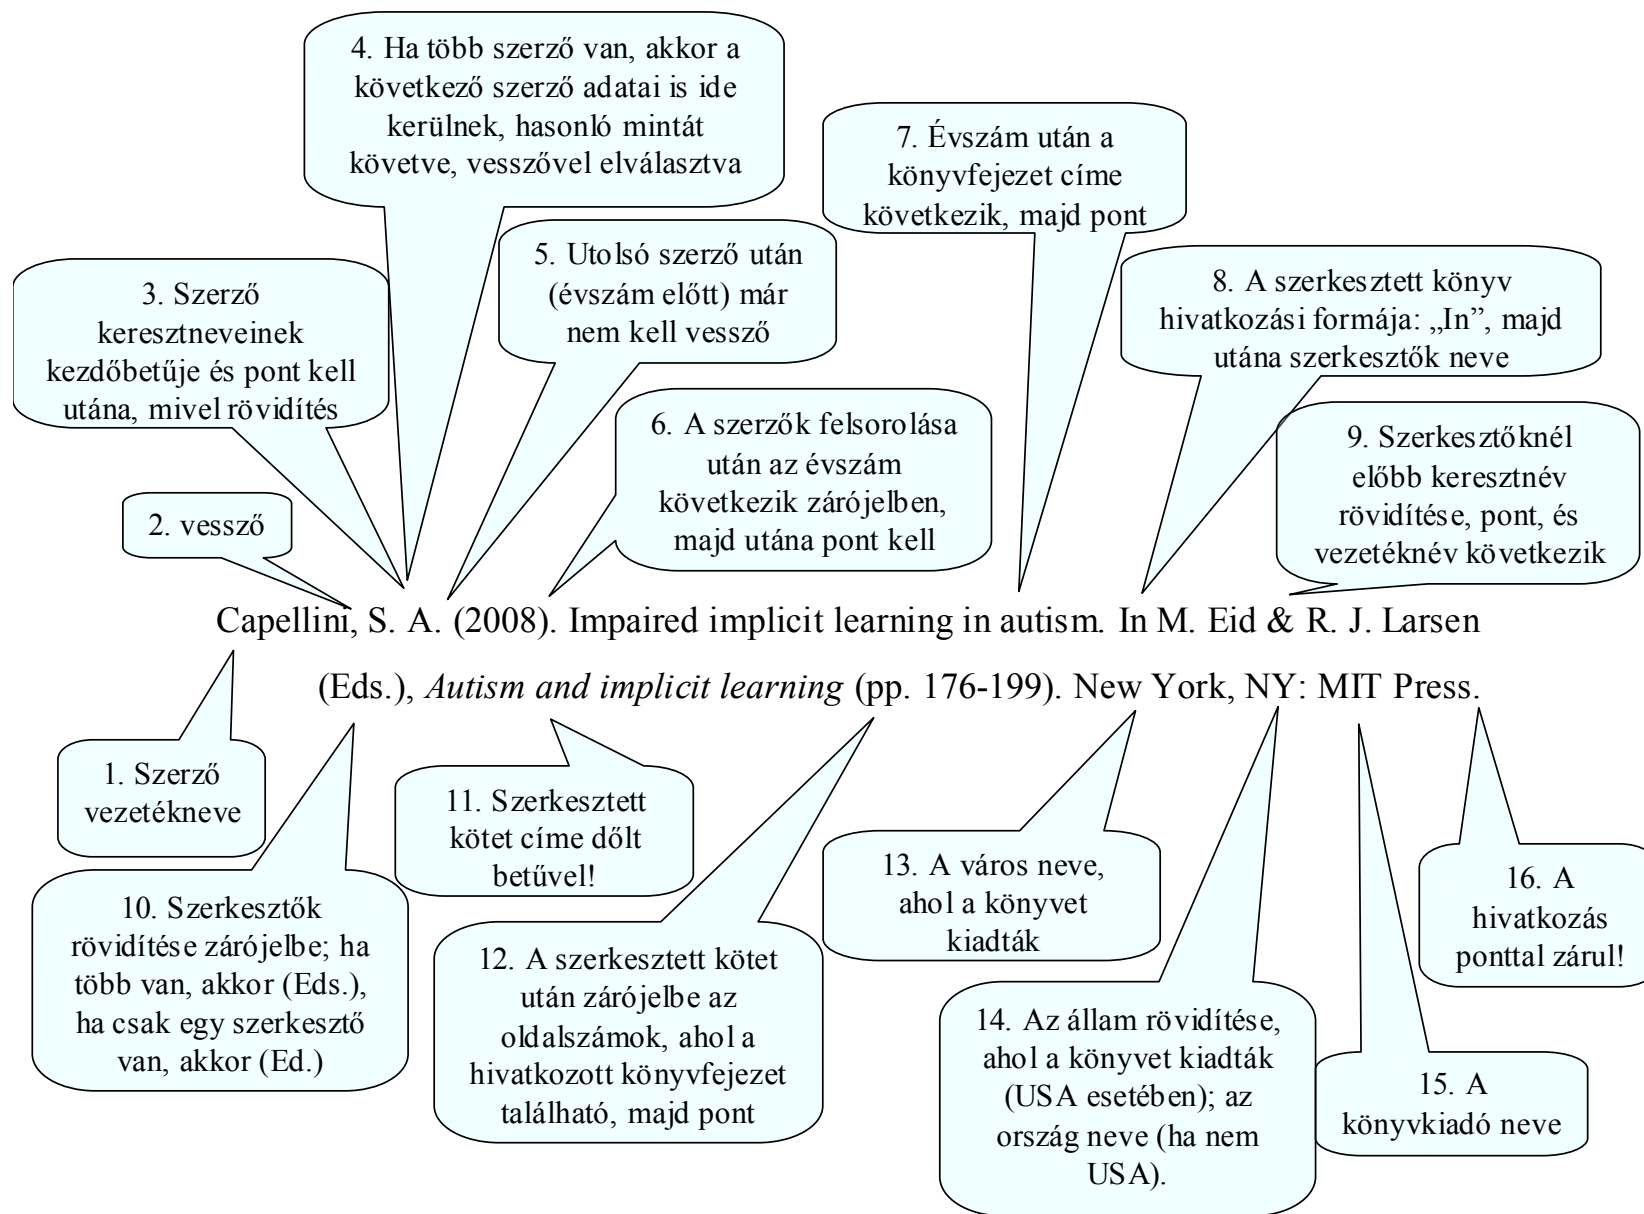 4. Ha több szerző van, akkor a
következő szerző adatai is ide
kerülnek, hasonló mintát
követve, vesszővel elválasztva
7. Évszám után a
könyvfejezet címe
következik, majd pont
5. Utolsó szerző után
(évszám előtt) már
nem kell vessző
3. Szerző
keresztneveinek
kezdőbetűje és pont kell
utána, mivel rövidítés
8. A szerkesztett könyv
hivatkozási formája: „In”, majd
utána szerkesztők neve
6. A szerzők felsorolása
után az évszám
következik zárójelben,
majd utána pont kell
9. Szerkesztőknél
előbb keresztnév
rövidítése, pont, és
vezetéknév következik
2. vessző
Capellini, S. A. (2008). Impaired implicit learning in autism. In M. Eid & R. J. Larsen
(Eds.), Autism and implicit learning (pp. 176-199). New York, NY: MIT Press.
1. Szerző
vezetékneve
11. Szerkesztett
kötet címe dőlt
betűvel!
13. A város neve,
ahol a könyvet
kiadták
16. A
hivatkozás
ponttal zárul!
10. Szerkesztők
rövidítése zárójelbe; ha
több van, akkor (Eds.),
ha csak egy szerkesztő
van, akkor (Ed.)
12. A szerkesztett kötet
után zárójelbe az
oldalszámok, ahol a
hivatkozott könyvfejezet
található, majd pont
14. Az állam rövidítése,
ahol a könyvet kiadták
(USA esetében); az
ország neve (ha nem
USA).
15. A
könyvkiadó neve